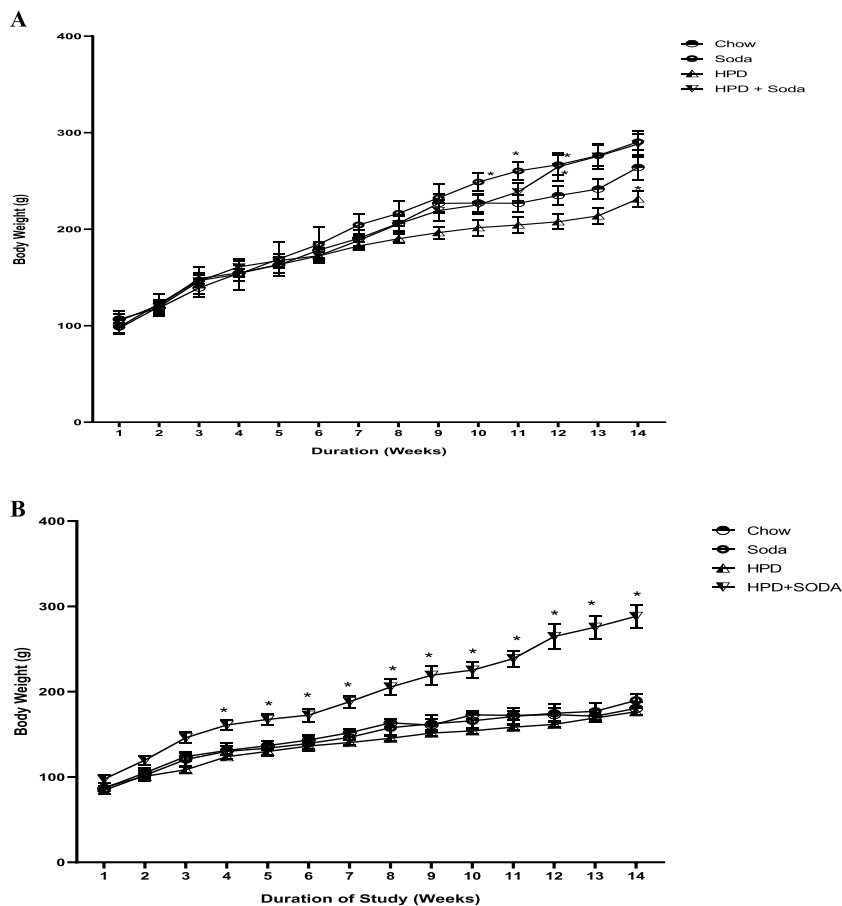 A
400
300
200
100
0
Body Weight (g)
1 2 3 4 5 6 7 8 9 10 11 12 13 14
Duration (Weeks)
Chow
Soda
HPD
HPD + Soda
* * * * *
B
400
300
200
100
0
Body Weight (g)
1 2 3 4 5 6 7 8 9 10 11 12 13 14
Duration of Study (Weeks)
Chow
Soda
HPD
HPD+SODA
* * * * * * * * * * *